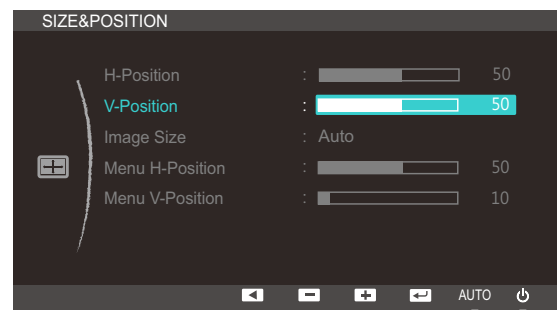 SIZE&POSITION
H-Position : 50
V-Position : 50
Image Size : Auto
Menu H-Position : 50
Menu V-Position : 10
AUTO